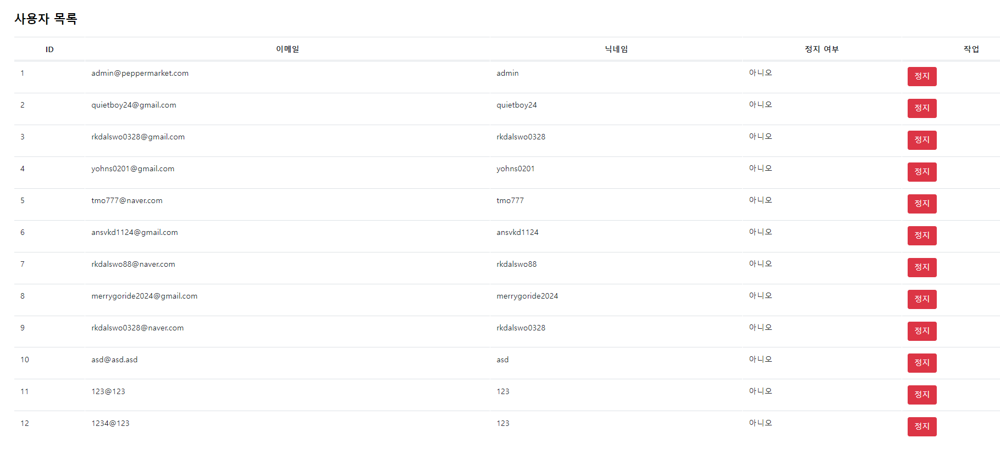 사용자 목록
ID 이메일 닉네임 정지 여부 작업
1 admin@peppermarket.com admin 아니오 정지
2 quietboy24@gmail.com quietboy24 아니오 정지
3 rkdalswo0328@gmail.com rkdalswo0328 아니오 정지
4 yohns0201@gmail.com yohns0201 아니오 정지
5 tmo777@naver.com tmo777 아니오 정지
6 ansvkd1124@gmail.com ansvkd1124 아니오 정지
7 rkdalswo88@naver.com rkdalswo88 아니오 정지
8 merrygoride2024@gmail.com merrygoride2024 아니오 정지
9 rkdalswo0328@naver.com rkdalswo0328 아니오 정지
10 asd@asd.asd asd 아니오 정지
11 123@123 123 아니오 정지
12 1234@123 123 아니오 정지